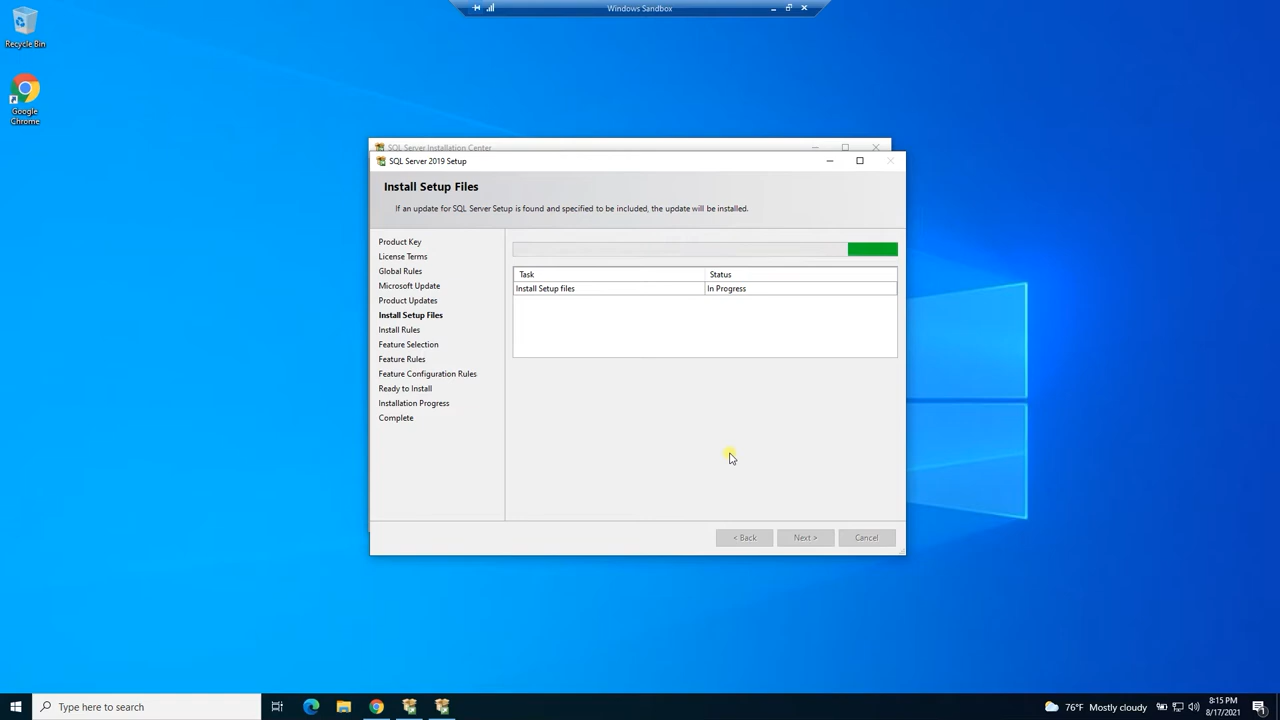 Windows Sandbox
Recycle Bin
Google
Chrome
SQL Server Installation Center
SQL Server 2019 Setup
Install Setup Files
If an update for SQL Server Setup is found and specified to be included, the update will be installed.
Product Key
License Terms
Global Rules
Microsoft Update
Product Updates
Install Setup Files
Install Rules
Feature Selection
Feature Rules
Feature Configuration Rules
Ready to Install
Installation Progress
Complete
Task Status
Install Setup files In Progress
< Back Next > Cancel
Type here to search
76°F Mostly cloudy
8:15 PM
8/17/2021
1